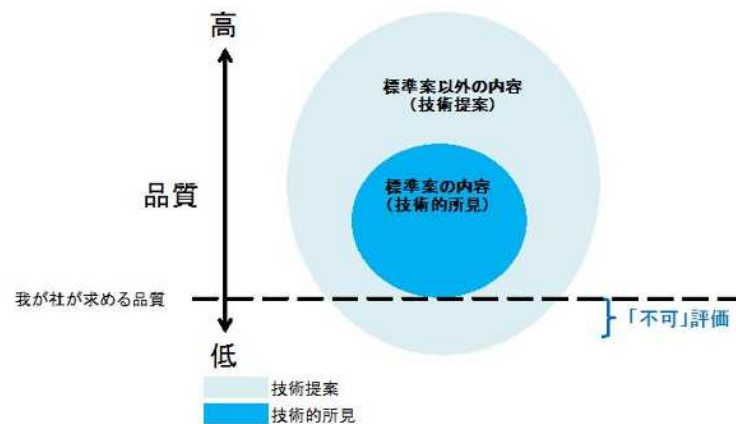 高
標準案以外の内容
(技術提案)
標準案の内容
(技術的所見)
品質
我が社が求める品質
「不可」評価
低
技術提案
技術的所見